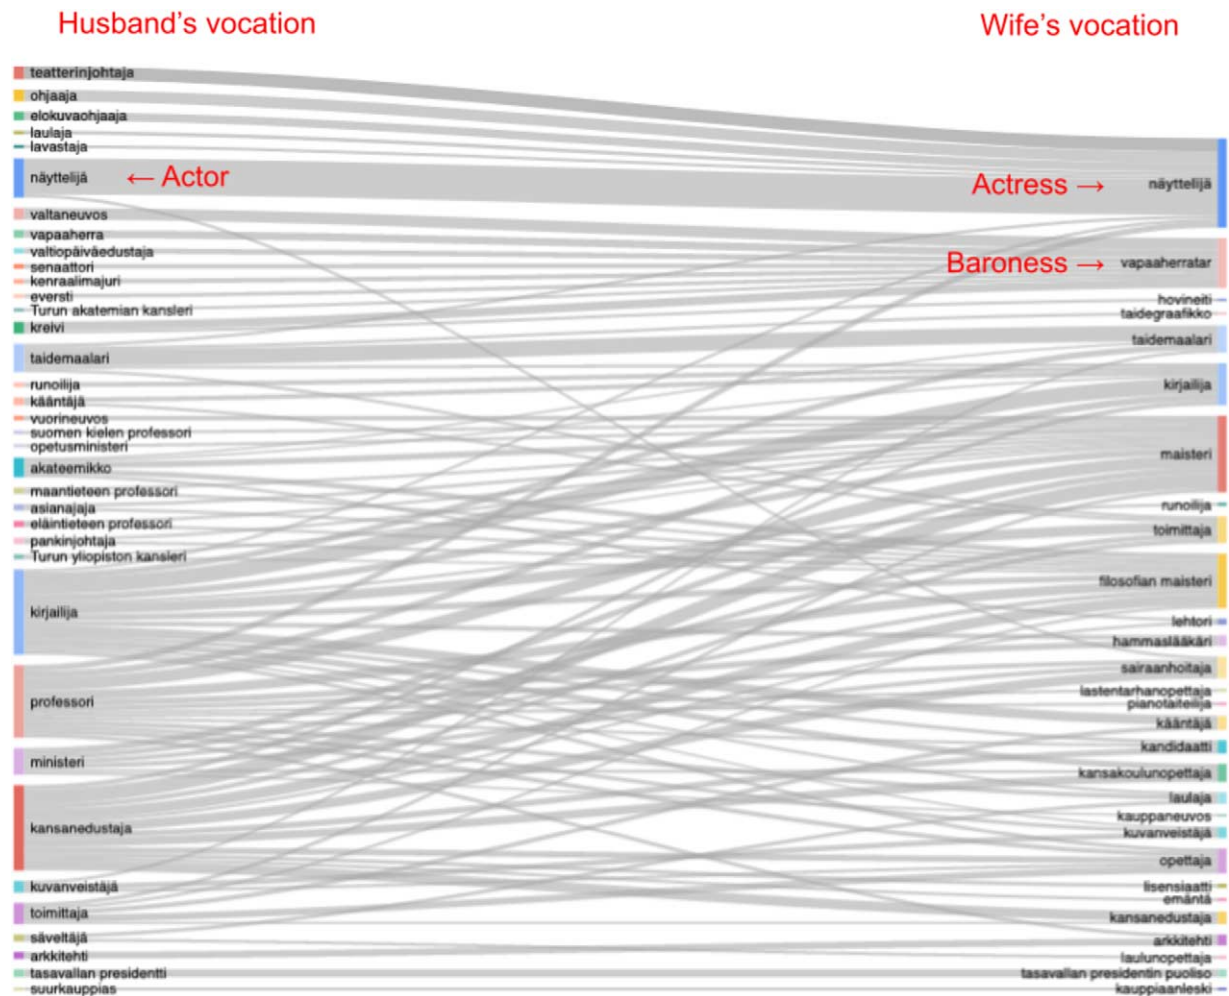 Husband's vocation
Wife's vocation
teatterinjohtaja
ohjaaja
elokuvaohjaaja
laulaja
lavastaja
näyttelijä
← Actor
valtaneuvos
vapaaherra
valtiopäiväedustaja
senaattori
kenraalimajuri
eversti
Turun akatemian kansleri
kreivi
taidemaalari
runoilija
kääntäjä
vuorineuvos
suomen kielen professori
opetusministeri
akateemikko
maantieteen professori
asianajaja
eläintieteen professori
pankinjohtaja
Turun yliopiston kansleri
kirjailija
professori
ministeri
kansanedustaja
kuvanveistäjä
toimittaja
säveltäjä
arkkitehti
tasavallan presidentti
suurkauppias
Actress →
näyttelijä
Baroness →
vapaaherratar
hovineiti
taidegraafikko
taidemaalari
kirjailija
maisteri
runoilija
toimittaja
filosofian maisteri
lehtori
hammaslääkäri
sairaanhoitaja
lastentarhanopettaja
pianotaiteilija
kääntäjä
kandidaatti
kansakoulunopettaja
laulaja
kauppaneuvos
kuvanveistäjä
opettaja
lisensiaatti
emäntä
kansanedustaja
arkkitehti
laulunopettaja
tasavallan presidentin puoliso
kauppiaanleski